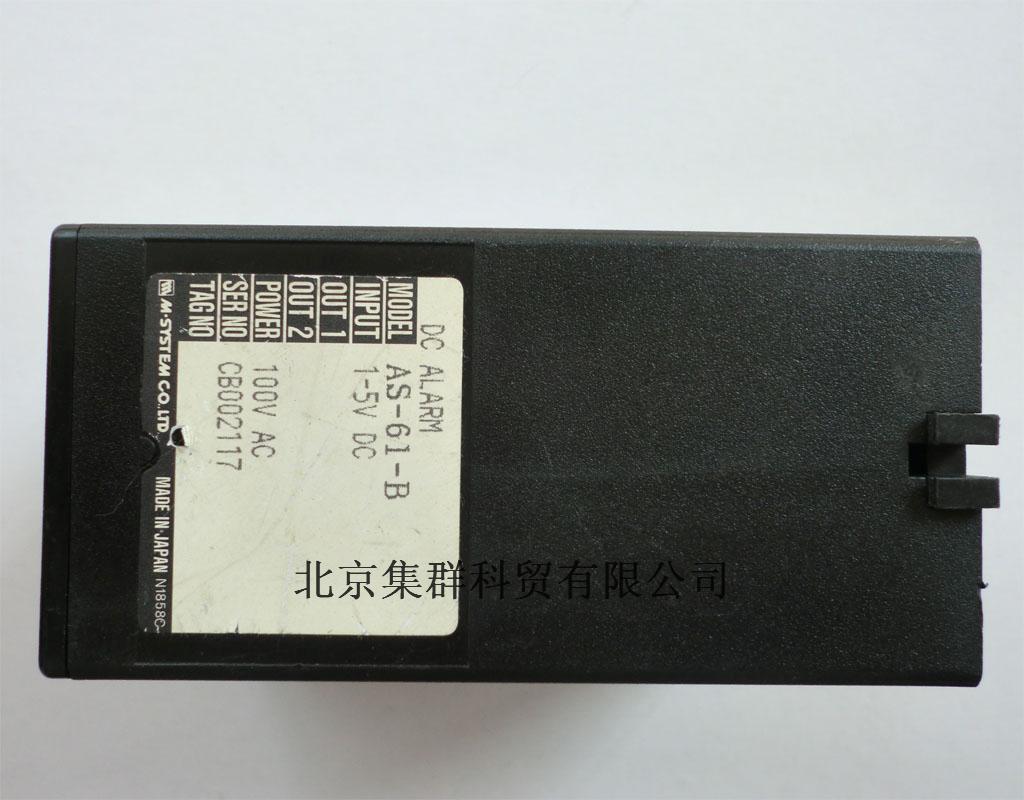 DC ALARM
MODEL AS-61-B
INPUT 1-5V DC
OUT 1
OUT 2
POWER 100V AC
SER NO CB002117
TAG NO
M-SYSTEM CO.,LTD. MADE IN JAPAN N1858C
北京集群科贸有限公司